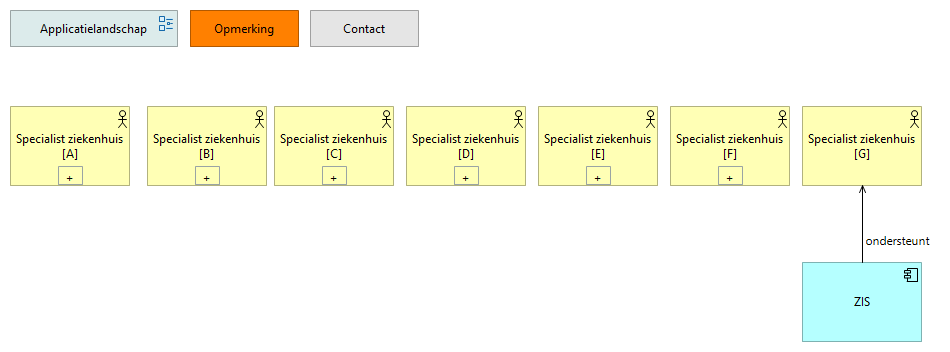 Applicatielandschap
Opmerking
Contact
Specialist ziekenhuis
[A]
+
Specialist ziekenhuis
[B]
+
Specialist ziekenhuis
[C]
+
Specialist ziekenhuis
[D]
+
Specialist ziekenhuis
[E]
+
Specialist ziekenhuis
[F]
+
Specialist ziekenhuis
[G]
ondersteunt
ZIS